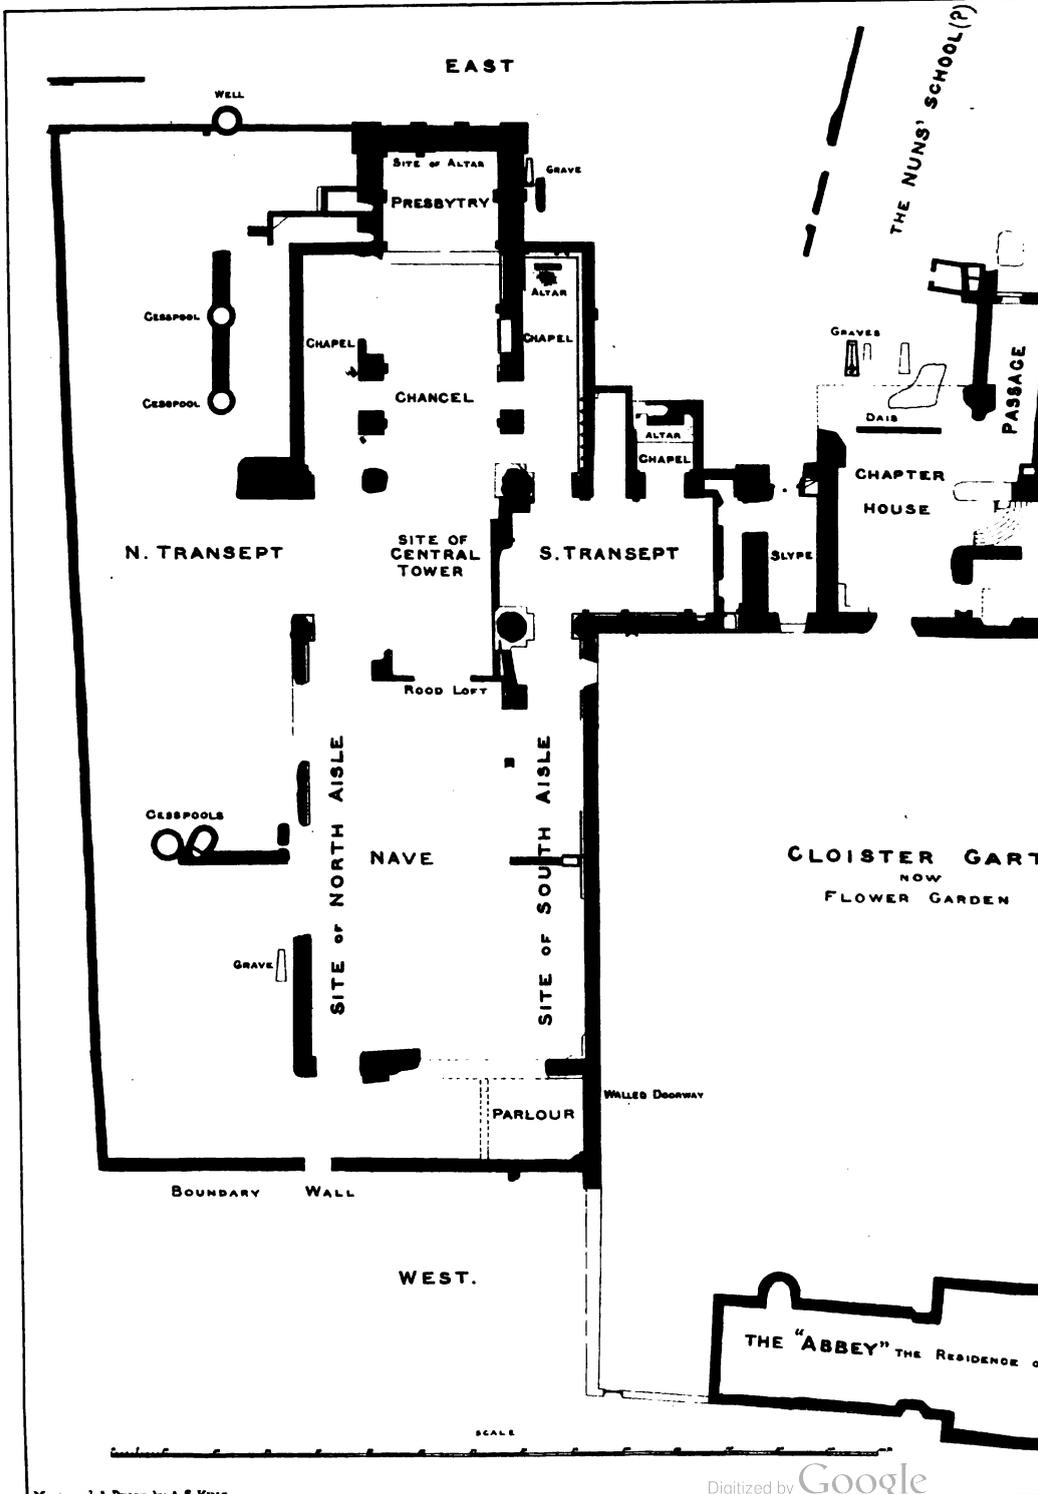 EAST
THE NUNS' SCHOOL(?)
WELL
SITE OF ALTAR
GRAVE
PRESBYTRY
ALTAR
CESSPOOL
CHAPEL
CHAPEL
GRAVES
PASSAGE
CHANCEL
CESSPOOL
DAIS
ALTAR
CHAPEL
CHAPTER
HOUSE
N. TRANSEPT
SITE OF
CENTRAL
TOWER
S. TRANSEPT
SLYPE
ROOD LOFT
SITE OF NORTH AISLE
SITE OF SOUTH AISLE
CESSPOOLS
NAVE
CLOISTER GART
NOW
FLOWER GARDEN
GRAVE
WALLED DOORWAY
PARLOUR
BOUNDARY WALL
WEST.
THE "ABBEY" THE RESIDENCE O
SCALE
Digitized by Google